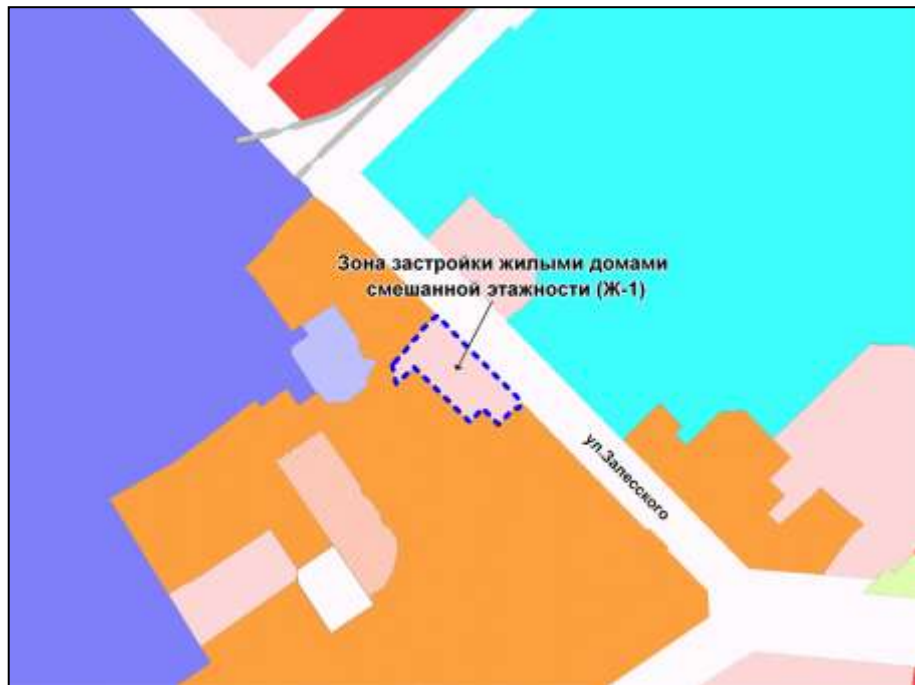 Зона застройки жилыми домами
смешанной этажности (Ж-1)
ул.Залесского